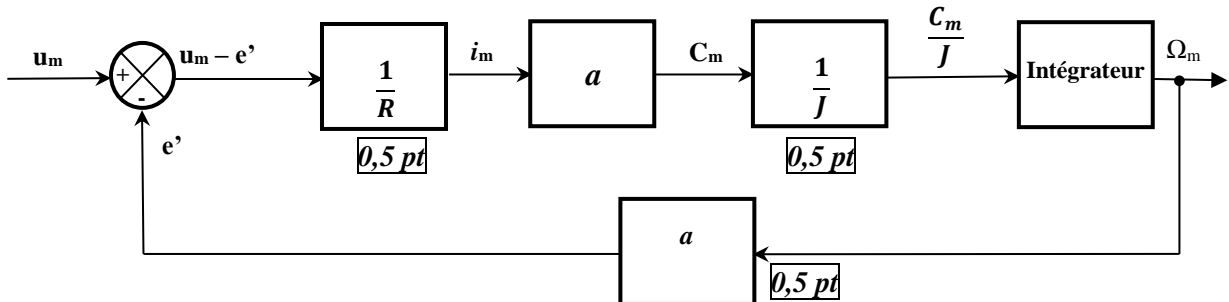 u_m
+
-
u_m – e’
1/R
i_m
a
C_m
1/J
C_m/J
Intégrateur
Ω_m
e’
0,5 pt
0,5 pt
a
0,5 pt